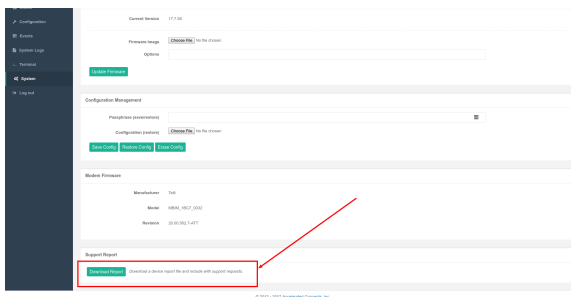 Configuration
Current Version 17.7.58
Events
Firmware Image Choose File No file chosen
System Logs
Options
Terminal
System
Update Firmware
Log out
Configuration Management
Passphrase (save/restore)
Configuration (restore) Choose File No file chosen
Save Config Restore Config Erase Config
Modem Firmware
Manufacturer Telit
Model
Revision
Support Report
Download Report Download a device report file and include with support requests.